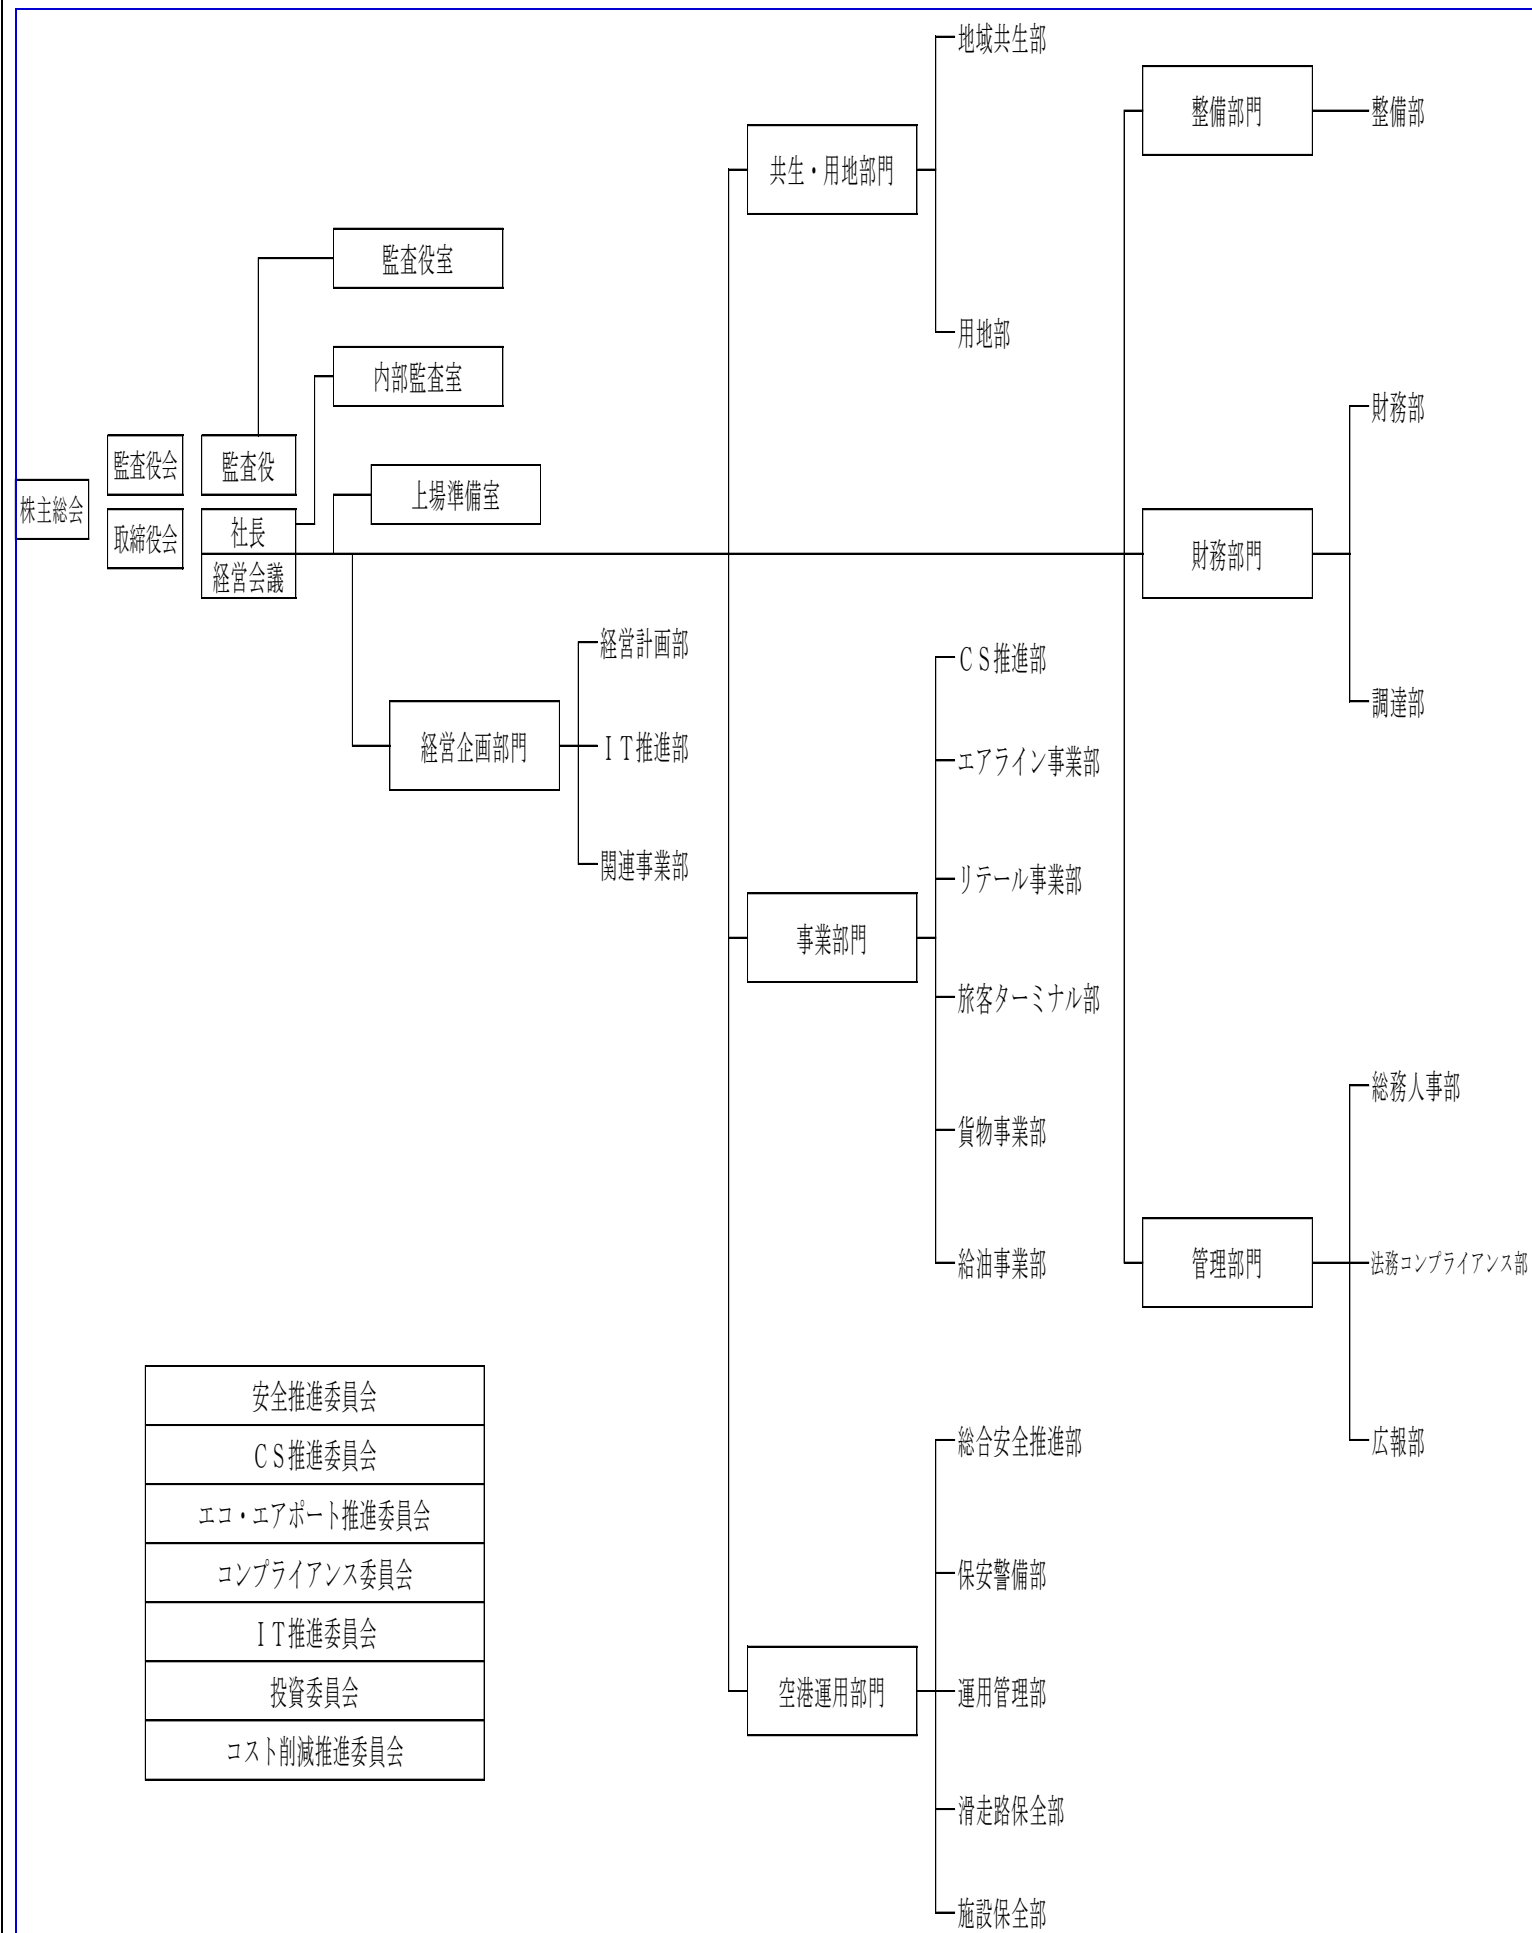 株主総会
監査役会
取締役会
監査役
社長
経営会議
監査役室
内部監査室
上場準備室
経営企画部門
経営計画部
ＩＴ推進部
関連事業部
共生・用地部門
地域共生部
用地部
事業部門
ＣＳ推進部
エアライン事業部
リテール事業部
旅客ターミナル部
貨物事業部
給油事業部
空港運用部門
総合安全推進部
保安警備部
運用管理部
滑走路保全部
施設保全部
整備部門
整備部
財務部門
財務部
調達部
管理部門
総務人事部
法務コンプライアンス部
広報部
安全推進委員会
ＣＳ推進委員会
エコ・エアポート推進委員会
コンプライアンス委員会
ＩＴ推進委員会
投資委員会
コスト削減推進委員会